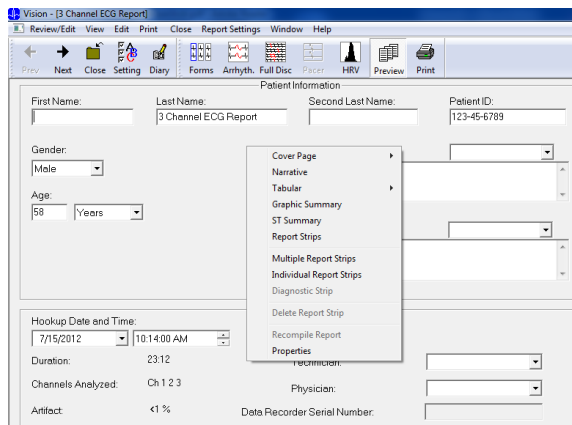 Vision - [3 Channel ECG Report]
Review/Edit View Edit Print Close Report Settings Window Help
Prev Next Close Setting Diary Forms Arrhyth. Full Disc Pacer HRV Preview Print
Patient Information
First Name: Last Name: Second Last Name: Patient ID:
3 Channel ECG Report 123-45-6789
Gender:
Male
Age:
58 Years
Cover Page
Narrative
Tabular
Graphic Summary
ST Summary
Report Strips
Multiple Report Strips
Individual Report Strips
Diagnostic Strip
Delete Report Strip
Recompile Report
Properties
Hookup Date and Time:
7/15/2012 10:14:00 AM
Duration: 23:12 Technician:
Channels Analyzed: Ch 1 2 3 Physician:
Artifact: <1 % Data Recorder Serial Number: